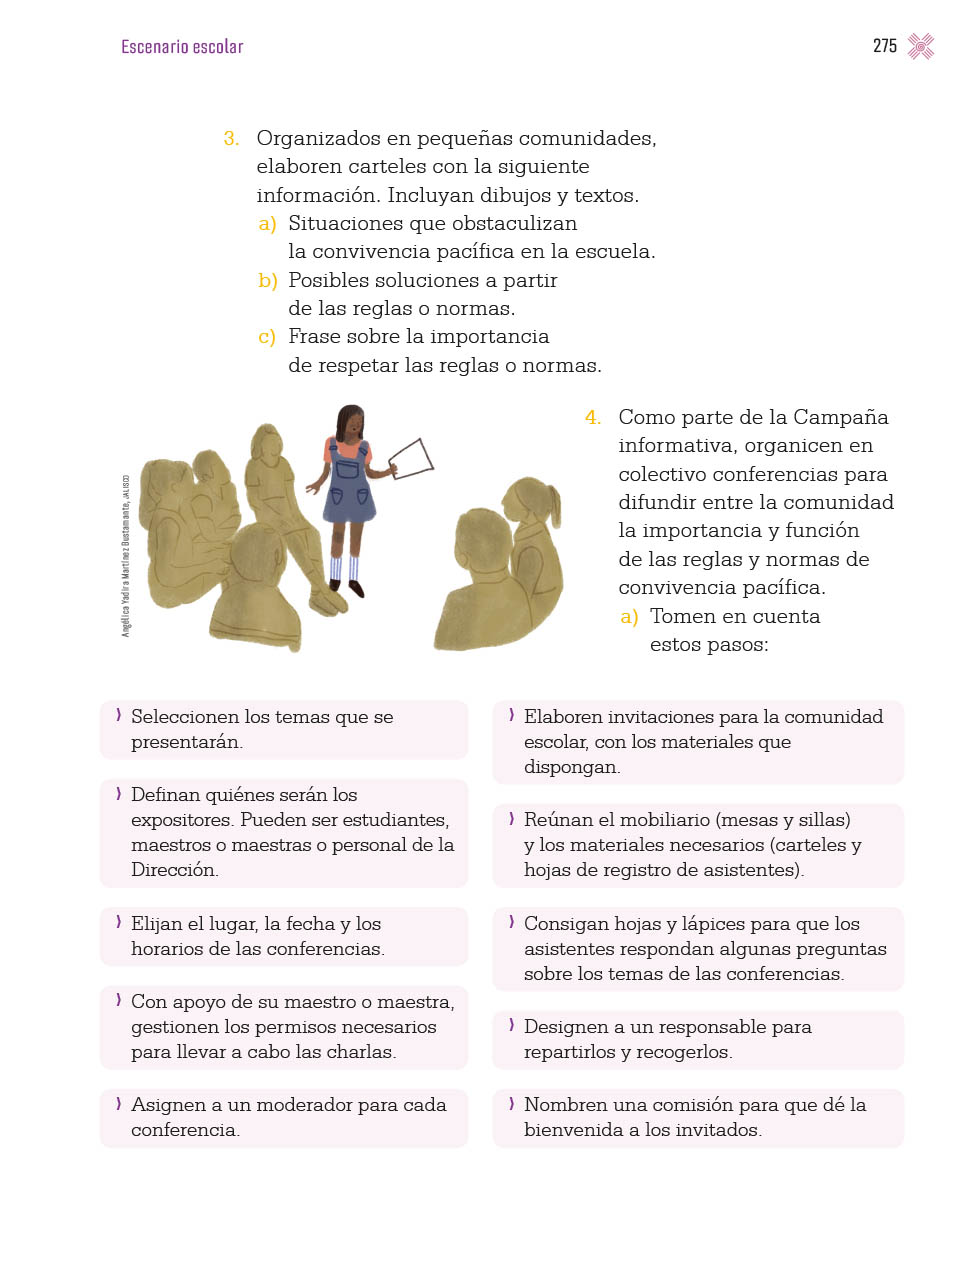 Escenario escolar
275
3. Organizados en pequeñas comunidades,
elaboren carteles con la siguiente
información. Incluyan dibujos y textos.
a) Situaciones que obstaculizan
la convivencia pacífica en la escuela.
b) Posibles soluciones a partir
de las reglas o normas.
c) Frase sobre la importancia
de respetar las reglas o normas.
Angélica Yadira Martínez Bustamante, JALISCO
4. Como parte de la Campaña
informativa, organicen en
colectivo conferencias para
difundir entre la comunidad
la importancia y función
de las reglas y normas de
convivencia pacífica.
a) Tomen en cuenta
estos pasos:
⟩ Seleccionen los temas que se
presentarán.
⟩ Definan quiénes serán los
expositores. Pueden ser estudiantes,
maestros o maestras o personal de la
Dirección.
⟩ Elijan el lugar, la fecha y los
horarios de las conferencias.
⟩ Con apoyo de su maestro o maestra,
gestionen los permisos necesarios
para llevar a cabo las charlas.
⟩ Asignen a un moderador para cada
conferencia.
⟩ Elaboren invitaciones para la comunidad
escolar, con los materiales que
dispongan.
⟩ Reúnan el mobiliario (mesas y sillas)
y los materiales necesarios (carteles y
hojas de registro de asistentes).
⟩ Consigan hojas y lápices para que los
asistentes respondan algunas preguntas
sobre los temas de las conferencias.
⟩ Designen a un responsable para
repartirlos y recogerlos.
⟩ Nombren una comisión para que dé la
bienvenida a los invitados.